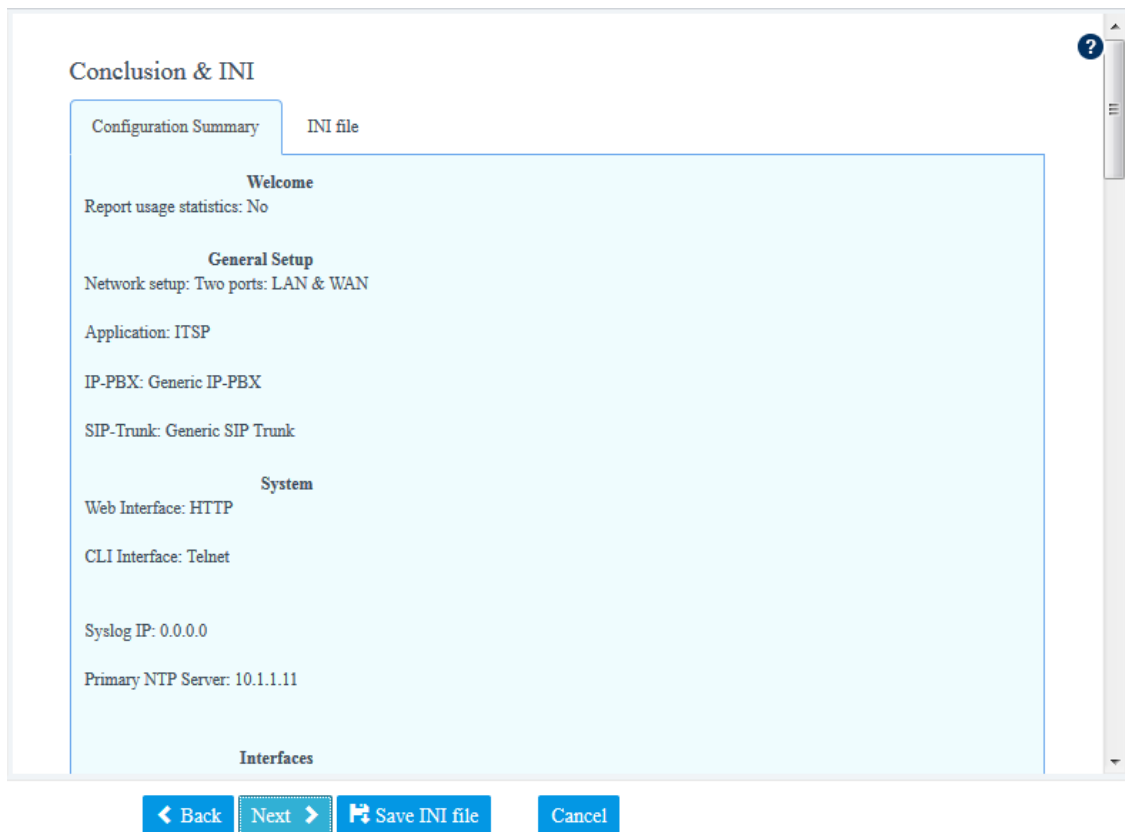 ?
Conclusion & INI
Configuration Summary INI file
Welcome
Report usage statistics: No
General Setup
Network setup: Two ports: LAN & WAN
Application: ITSP
IP-PBX: Generic IP-PBX
SIP-Trunk: Generic SIP Trunk
System
Web Interface: HTTP
CLI Interface: Telnet
Syslog IP: 0.0.0.0
Primary NTP Server: 10.1.1.11
Interfaces
Back Next Save INI file Cancel